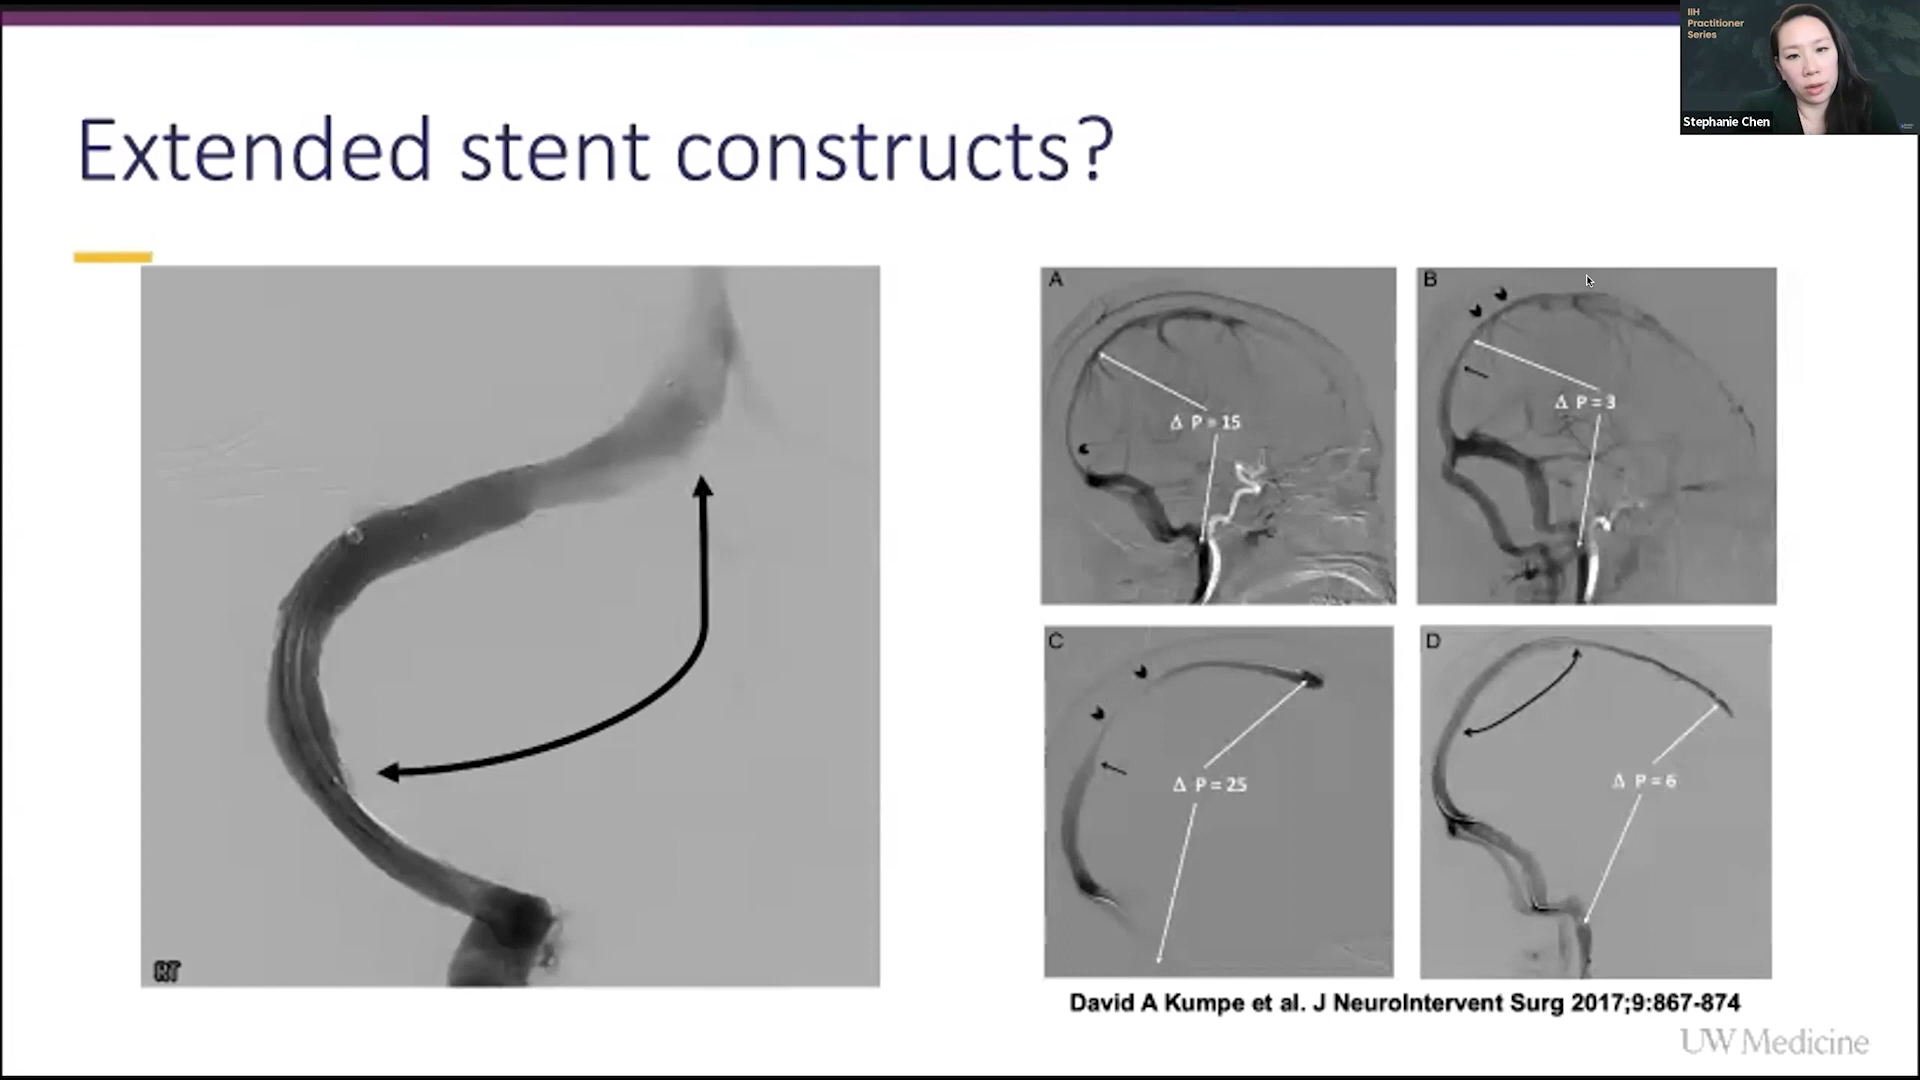 IIH
Practitioner
Series
Stephanie Chen
Extended stent constructs?
RT
A
Δ P = 15
B
Δ P = 3
C
Δ P = 25
D
Δ P = 6
David A Kumpe et al. J NeuroIntervent Surg 2017;9:867-874
UW Medicine